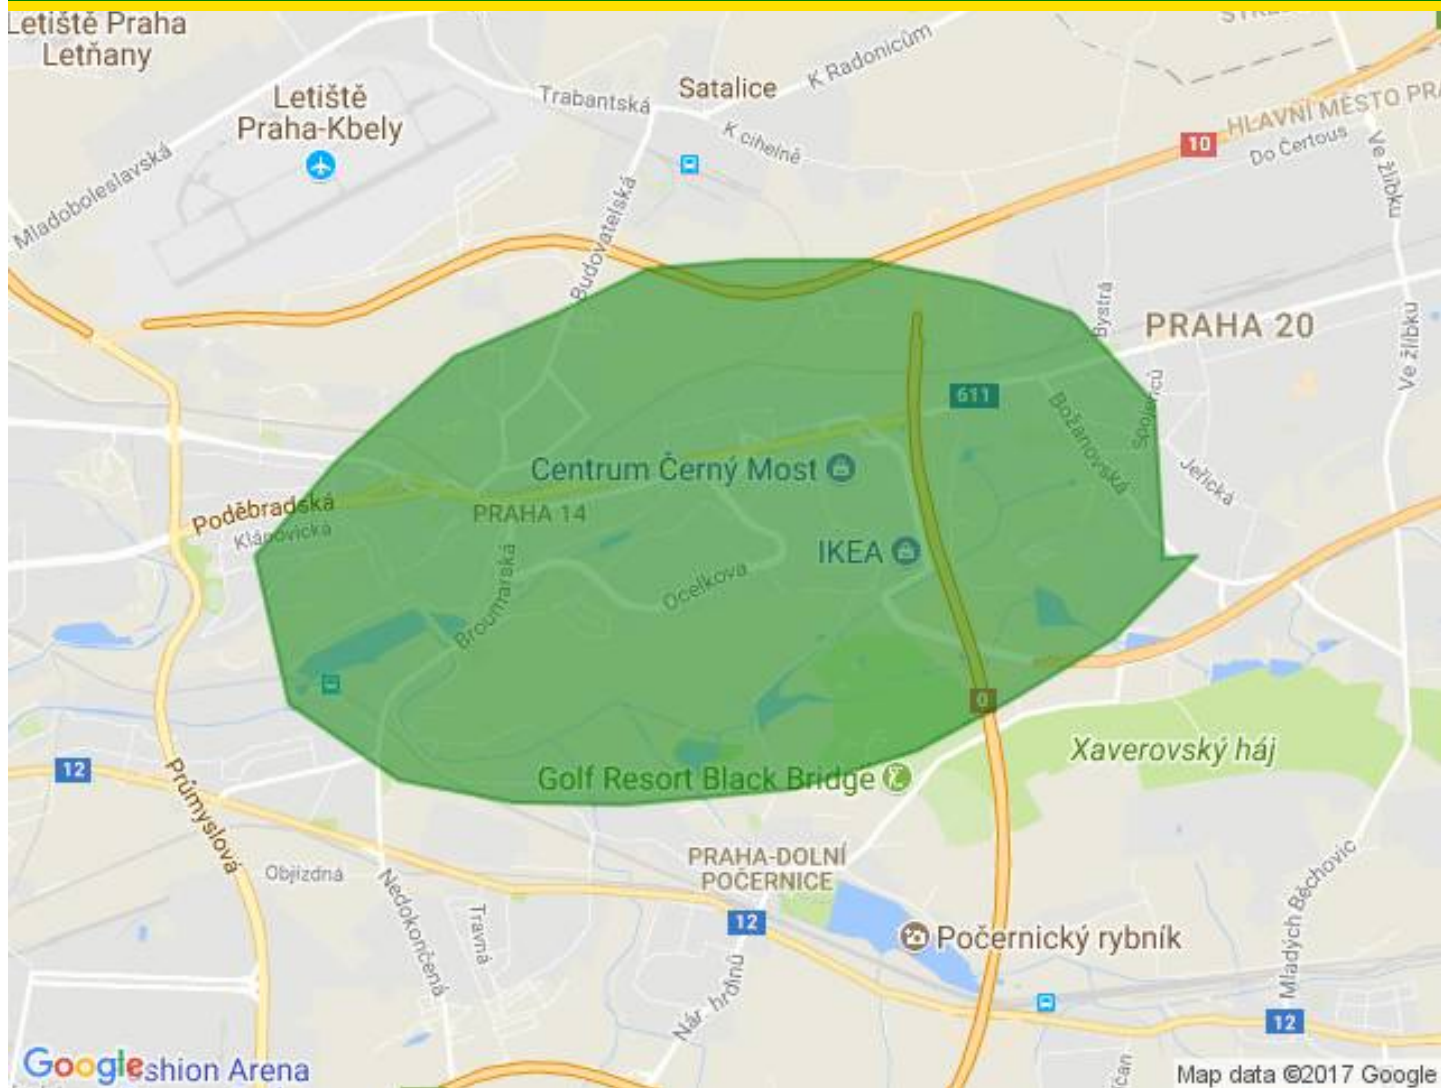 Letiště Praha
Letňany
Letiště
Praha-Kbely
Satalice
K Radonicům
Trabantská
K cihelně
10
HLAVNÍ MĚSTO PRA
Do Čertous
Ve žlíbku
Mladoboleslavská
Budovatelská
Bystrá
PRAHA 20
Ve žlíbku
611
Božanovská
Spojenců
Jeřická
Centrum Černý Most
Poděbradská
Klánovická
PRAHA 14
IKEA
Broumarská
Ocelkova
0
Xaverovský háj
12
Průmyslová
Golf Resort Black Bridge
PRAHA-DOLNÍ
POČERNICE
Objízdná
Nedokončená
Travná
12
Počernický rybník
Mladých Běchovic
Nár. hrdinů
12
Google
shion Arena
Map data ©2017 Google